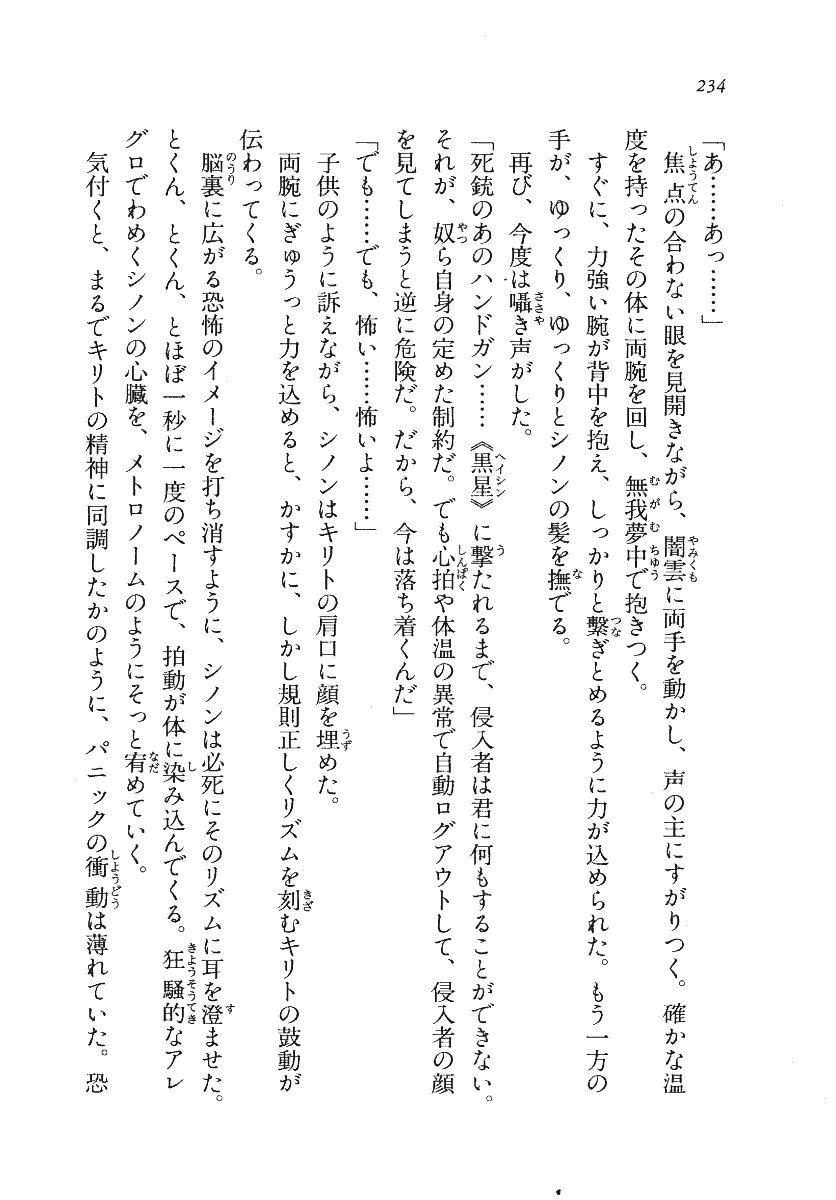 234
「あ……あっ……」
焦点の合わない眼を見開きながら、闇雲に両手を動かし、声の主にすがりつく。確かな温
度を持ったその体に両腕を回し、無我夢中で抱きつく。
すぐに、力強い腕が背中を抱え、しっかりと繋ぎとめるように力が込められた。もう一方の
手が、ゆっくり、ゆっくりとシノンの髪を撫でる。
再び、今度は囁き声がした。
「死銃のあのハンドガン……《黒星》に撃たれるまで、侵入者は君に何もすることができない。
それが、奴ら自身の定めた制約だ。でも心拍や体温の異常で自動ログアウトして、侵入者の顔
を見てしまうと逆に危険だ。だから、今は落ち着くんだ」
「でも……でも、怖い……怖いよ……」
子供のように訴えながら、シノンはキリトの肩口に顔を埋めた。
両腕にぎゅうっと力を込めると、かすかに、しかし規則正しくリズムを刻むキリトの鼓動が
伝わってくる。
脳裏に広がる恐怖のイメージを打ち消すように、シノンは必死にそのリズムに耳を澄ませた。
とくん、とくん、とほぼ一秒に一度のペースで、拍動が体に染み込んでくる。狂騒的なアレ
グロでわめくシノンの心臓を、メトロノームのようにそっと宥めていく。
気付くと、まるでキリトの精神に同調したかのように、パニックの衝動は薄れていた。恐